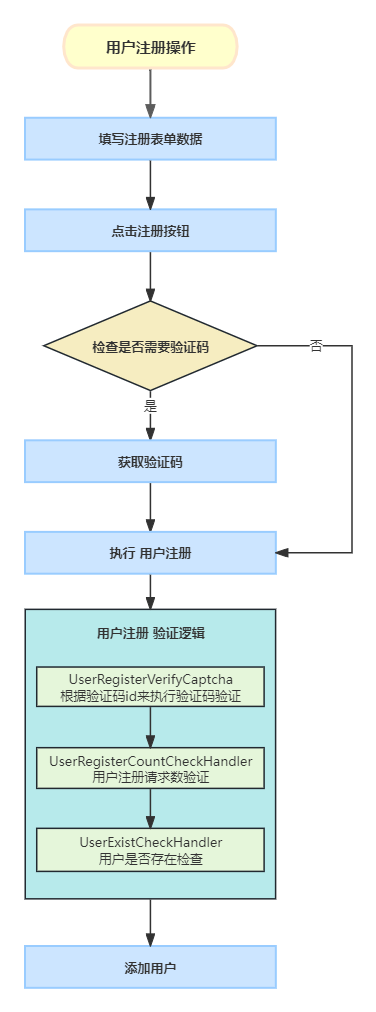 用户注册操作
填写注册表单数据
点击注册按钮
检查是否需要验证码
否
是
获取验证码
执行 用户注册
用户注册 验证逻辑
UserRegisterVerifyCaptcha
根据验证码id来执行验证码验证
UserRegisterCountCheckHandler
用户注册请求数验证
UserExistCheckHandler
用户是否存在检查
添加用户